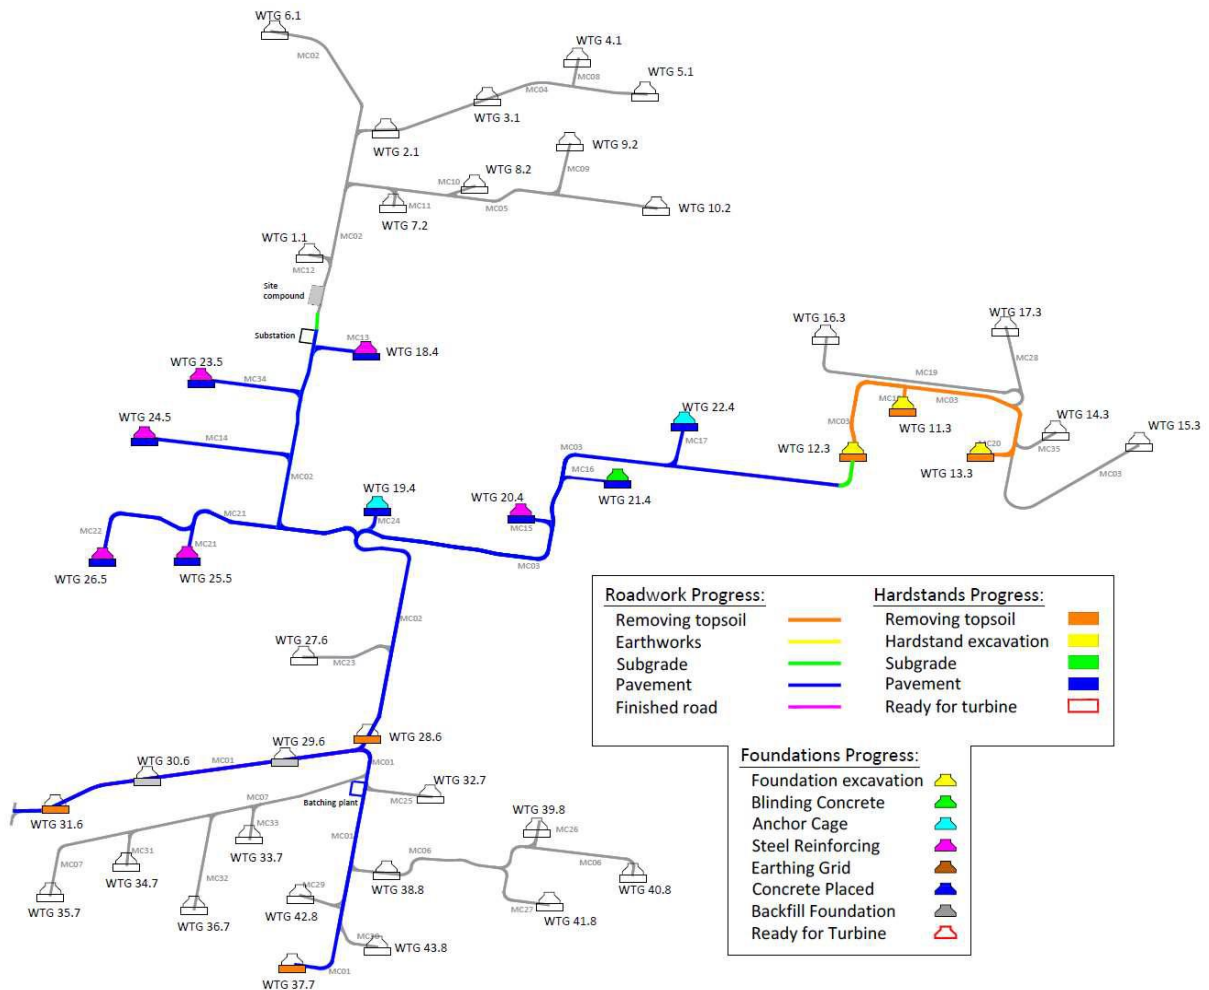 WTG 6.1
MC02
WTG 4.1
MC08
WTG 5.1
MC04
WTG 3.1
WTG 2.1
WTG 9.2
MC09
WTG 8.2
MC10
MC11
MC05
WTG 10.2
WTG 7.2
WTG 1.1
MC02
MC12
Site
compound
Substation
MC13
WTG 18.4
WTG 23.5
MC34
WTG 24.5
MC14
MC02
WTG 16.3
WTG 17.3
MC28
MC19
MC03
WTG 11.3
MC03
WTG 14.3
MC35
WTG 15.3
MC20
WTG 12.3
WTG 13.3
MC03
WTG 22.4
MC17
MC03
MC16
WTG 21.4
WTG 19.4
MC24
WTG 20.4
MC15
MC03
MC21
MC22
MC21
WTG 26.5
WTG 25.5
MC02
WTG 27.6
MC23
WTG 28.6
WTG 29.6
MC01
WTG 30.6
MC01
WTG 31.6
Batching plant
WTG 32.7
MC25
MC07
MC33
WTG 33.7
MC01
MC31
WTG 34.7
MC07
MC32
WTG 35.7
WTG 36.7
MC06
WTG 38.8
WTG 39.8
MC26
MC06
WTG 40.8
MC27
WTG 41.8
MC29
WTG 42.8
WTG 43.8
MC01
WTG 37.7
Roadwork Progress:
Removing topsoil
Earthworks
Subgrade
Pavement
Finished road
Hardstands Progress:
Removing topsoil
Hardstand excavation
Subgrade
Pavement
Ready for turbine
Foundations Progress:
Foundation excavation
Blinding Concrete
Anchor Cage
Steel Reinforcing
Earthing Grid
Concrete Placed
Backfill Foundation
Ready for Turbine